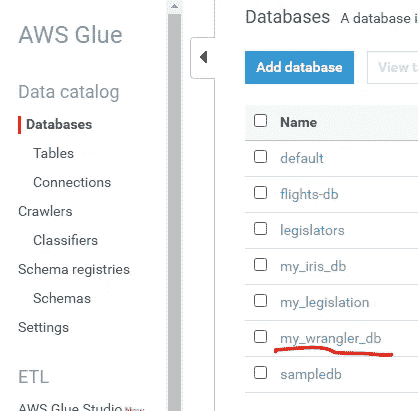 AWS Glue
Data catalog
Databases
Tables
Connections
Crawlers
Classifiers
Schema registries
Schemas
Settings
ETL
AWS Glue Studio New
Databases A database i
Add database
View t
Name
default
flights-db
legislators
my_iris_db
my_legislation
my_wrangler_db
sampledb